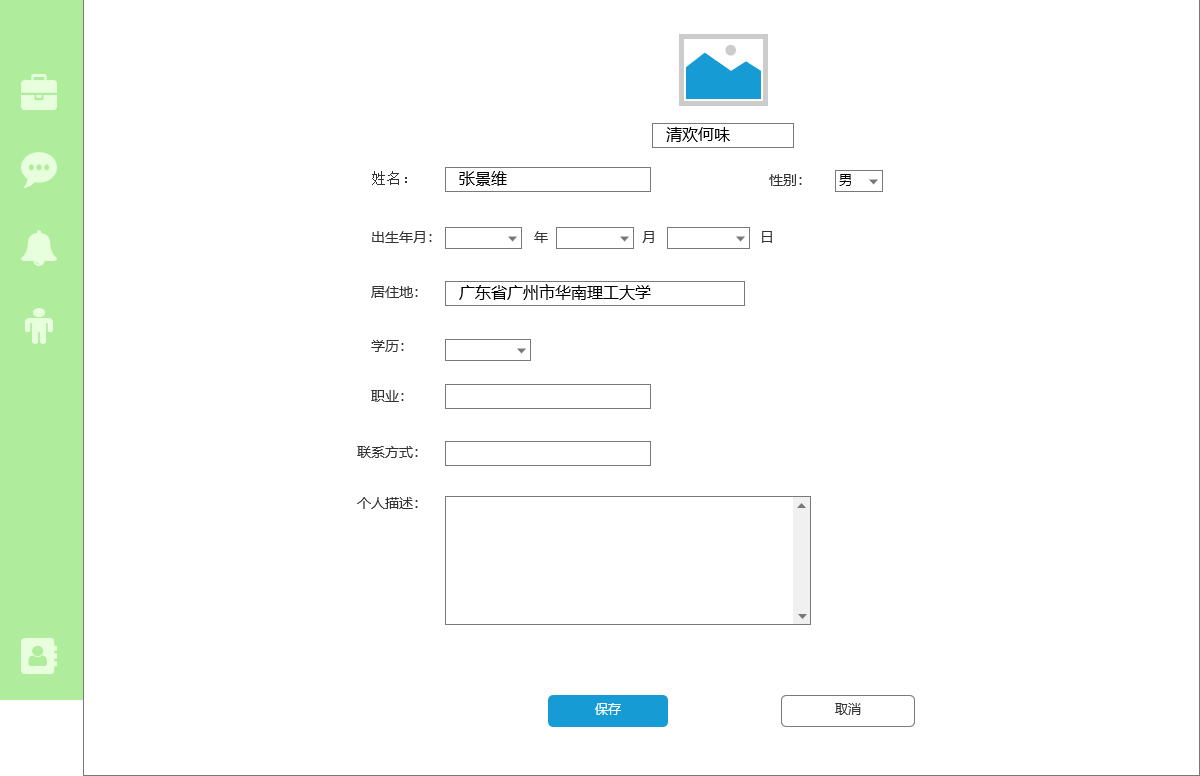 清欢何味
姓名： 张景维 性别： 男
出生年月： 年 月 日
居住地： 广东省广州市华南理工大学
学历：
职业：
联系方式：
个人描述：
保存 取消